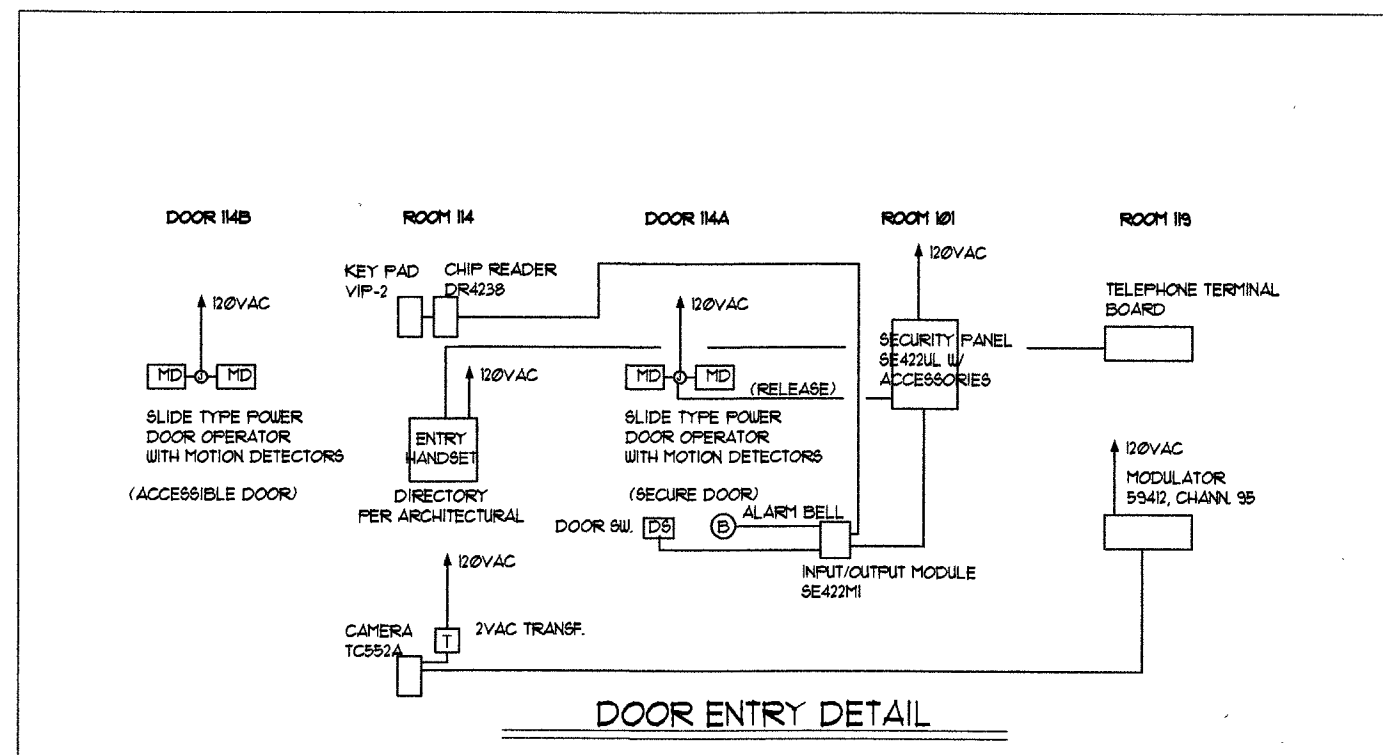 DOOR 114B
ROOM 114
DOOR 114A
ROOM 101
ROOM 119
120VAC
KEY PAD
VIP-2
CHIP READER
DR4238
120VAC
120VAC
TELEPHONE TERMINAL
BOARD
SECURITY PANEL
SE422UL W/
ACCESSORIES
MD J MD
120VAC
MD J MD
(RELEASE)
SLIDE TYPE POWER
DOOR OPERATOR
WITH MOTION DETECTORS
(ACCESSIBLE DOOR)
ENTRY
HANDSET
DIRECTORY
PER ARCHITECTURAL
SLIDE TYPE POWER
DOOR OPERATOR
WITH MOTION DETECTORS
(SECURE DOOR)
DOOR SW. DS
B ALARM BELL
INPUT/OUTPUT MODULE
SE422MI
120VAC
MODULATOR
59412, CHANN. 95
120VAC
CAMERA
TC552A
T 2VAC TRANSF.
DOOR ENTRY DETAIL